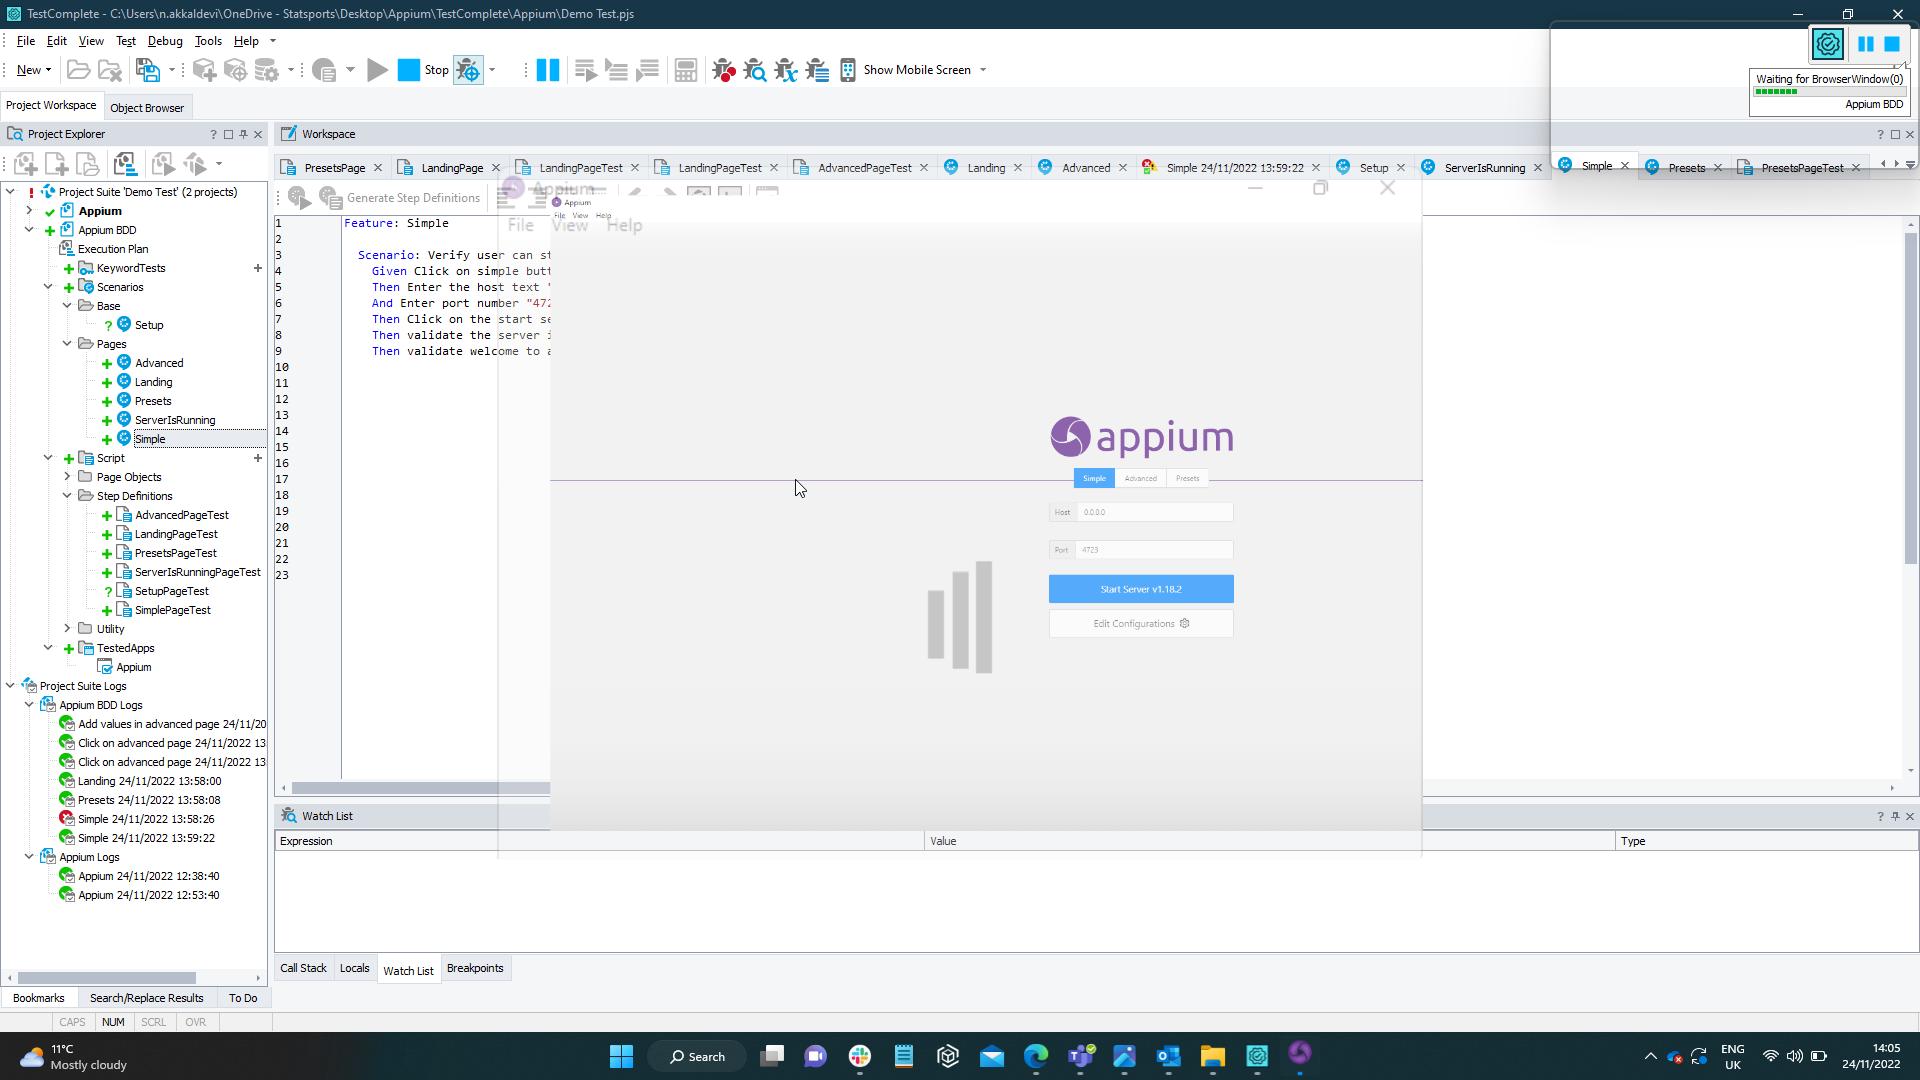 TestComplete - C:\Users\n.akkaldevi\OneDrive - Statsports\Desktop\Appium\TestComplete\Appium\Demo Test.pjs
File Edit View Test Debug Tools Help
New Stop Show Mobile Screen
Waiting for BrowserWindow(0)
Appium BDD
Project Workspace Object Browser
Project Explorer
Workspace
PresetsPage LandingPage LandingPageTest LandingPageTest AdvancedPageTest Landing Advanced Simple 24/11/2022 13:59:22 Setup ServerIsRunning Simple Presets PresetsPageTest
Generate Step Definitions
Appium
File View Help
Appium
File View Help
Project Suite 'Demo Test' (2 projects)
Appium
Appium BDD
Execution Plan
KeywordTests
Scenarios
Base
Setup
Pages
Advanced
Landing
Presets
ServerIsRunning
Simple
Script
Page Objects
Step Definitions
AdvancedPageTest
LandingPageTest
PresetsPageTest
ServerIsRunningPageTest
SetupPageTest
SimplePageTest
Utility
TestedApps
Appium
Project Suite Logs
Appium BDD Logs
Add values in advanced page 24/11/20
Click on advanced page 24/11/2022 13
Click on advanced page 24/11/2022 13
Landing 24/11/2022 13:58:00
Presets 24/11/2022 13:58:08
Simple 24/11/2022 13:58:26
Simple 24/11/2022 13:59:22
Appium Logs
Appium 24/11/2022 12:38:40
Appium 24/11/2022 12:53:40
1 Feature: Simple
2
3 Scenario: Verify user can st
4 Given Click on simple butt
5 Then Enter the host text "
6 And Enter port number "472
7 Then Click on the start se
8 Then validate the server i
9 Then validate welcome to a
10
11
12
13
14
15
16
17
18
19
20
21
22
23
appium
Simple Advanced Presets
Host 0.0.0.0
Port 4723
Start Server v1.18.2
Edit Configurations
Watch List
Expression Value Type
Call Stack Locals Watch List Breakpoints
Bookmarks Search/Replace Results To Do
CAPS NUM SCRL OVR
11°C
Mostly cloudy
Search
ENG
UK
14:05
24/11/2022